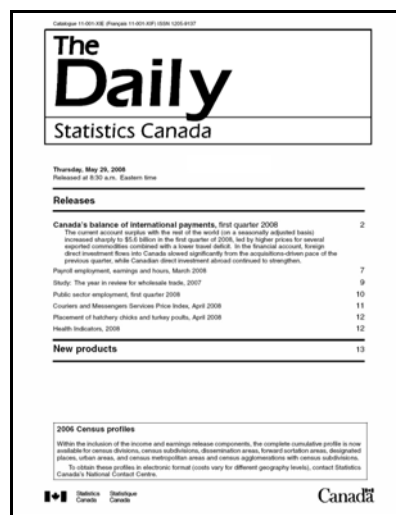 Catalogue 11-001-XIE (Français 11-001-XIF) ISSN 1205-9137
The
Daily
Statistics Canada
Thursday, May 29, 2008
Released at 8:30 a.m. Eastern time
Releases
Canada's balance of international payments, first quarter 2008 2
The current account surplus with the rest of the world (on a seasonally adjusted basis)
increased sharply to $5.6 billion in the first quarter of 2008, led by higher prices for several
exported commodities combined with a lower travel deficit. In the financial account, foreign
direct investment flows into Canada slowed significantly from the acquisitions-driven pace of the
previous quarter, while Canadian direct investment abroad continued to strengthen.
Payroll employment, earnings and hours, March 2008 7
Study: The year in review for wholesale trade, 2007 9
Public sector employment, first quarter 2008 10
Couriers and Messengers Services Price Index, April 2008 11
Placement of hatchery chicks and turkey poults, April 2008 12
Health Indicators, 2008 12
New products 13
2006 Census profiles
Within the inclusion of the income and earnings release components, the complete cumulative profile is now
available for census divisions, census subdivisions, dissemination areas, forward sortation areas, designated
places, urban areas, and census metropolitan areas and census agglomerations with census subdivisions.
To obtain these profiles in electronic format (costs vary for different geography levels), contact Statistics
Canada's National Contact Centre.
Statistics Statistique
Canada Canada
Canada